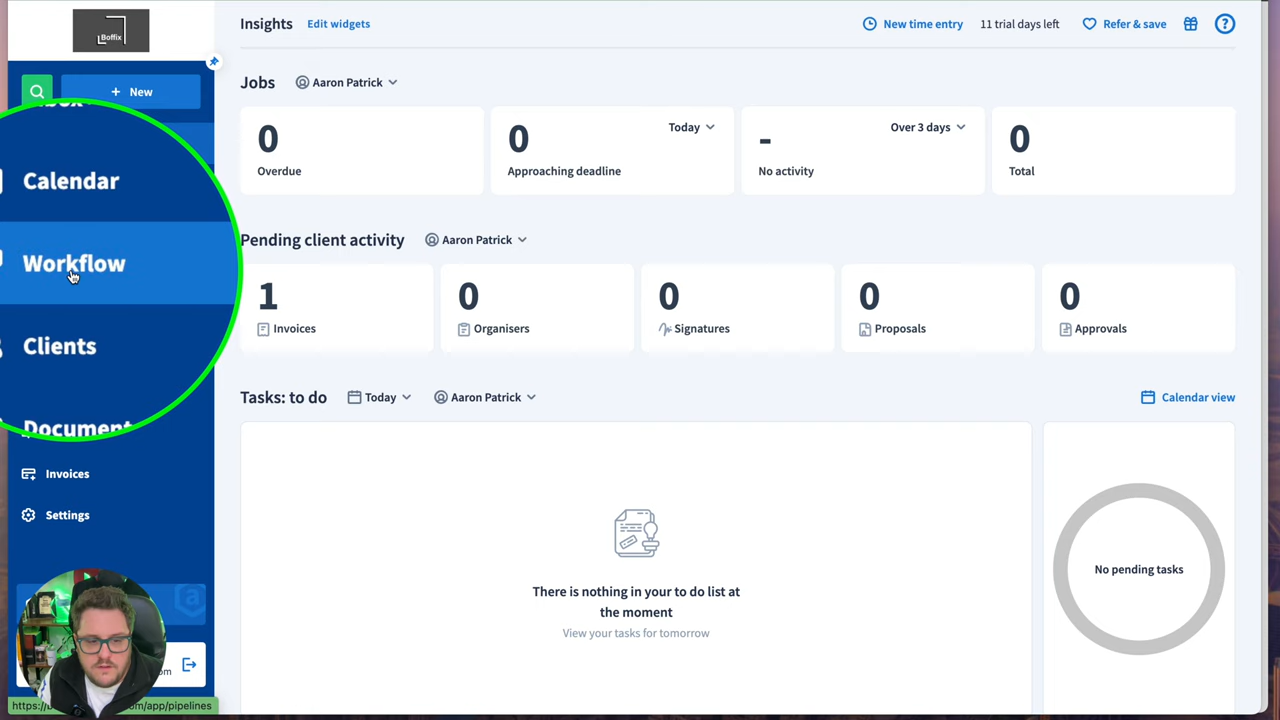 Boffix
Insights
Edit widgets
New time entry
11 trial days left
Refer & save
?
+ New
Jobs
Aaron Patrick
0
Overdue
0
Today
Approaching deadline
-
Over 3 days
No activity
0
Total
Calendar
Workflow
Clients
Invoices
Settings
Pending client activity
Aaron Patrick
1
Invoices
0
Organisers
0
Signatures
0
Proposals
0
Approvals
Tasks: to do
Today
Aaron Patrick
Calendar view
There is nothing in your to do list at
the moment
View your tasks for tomorrow
No pending tasks
om
com/app/pipelines